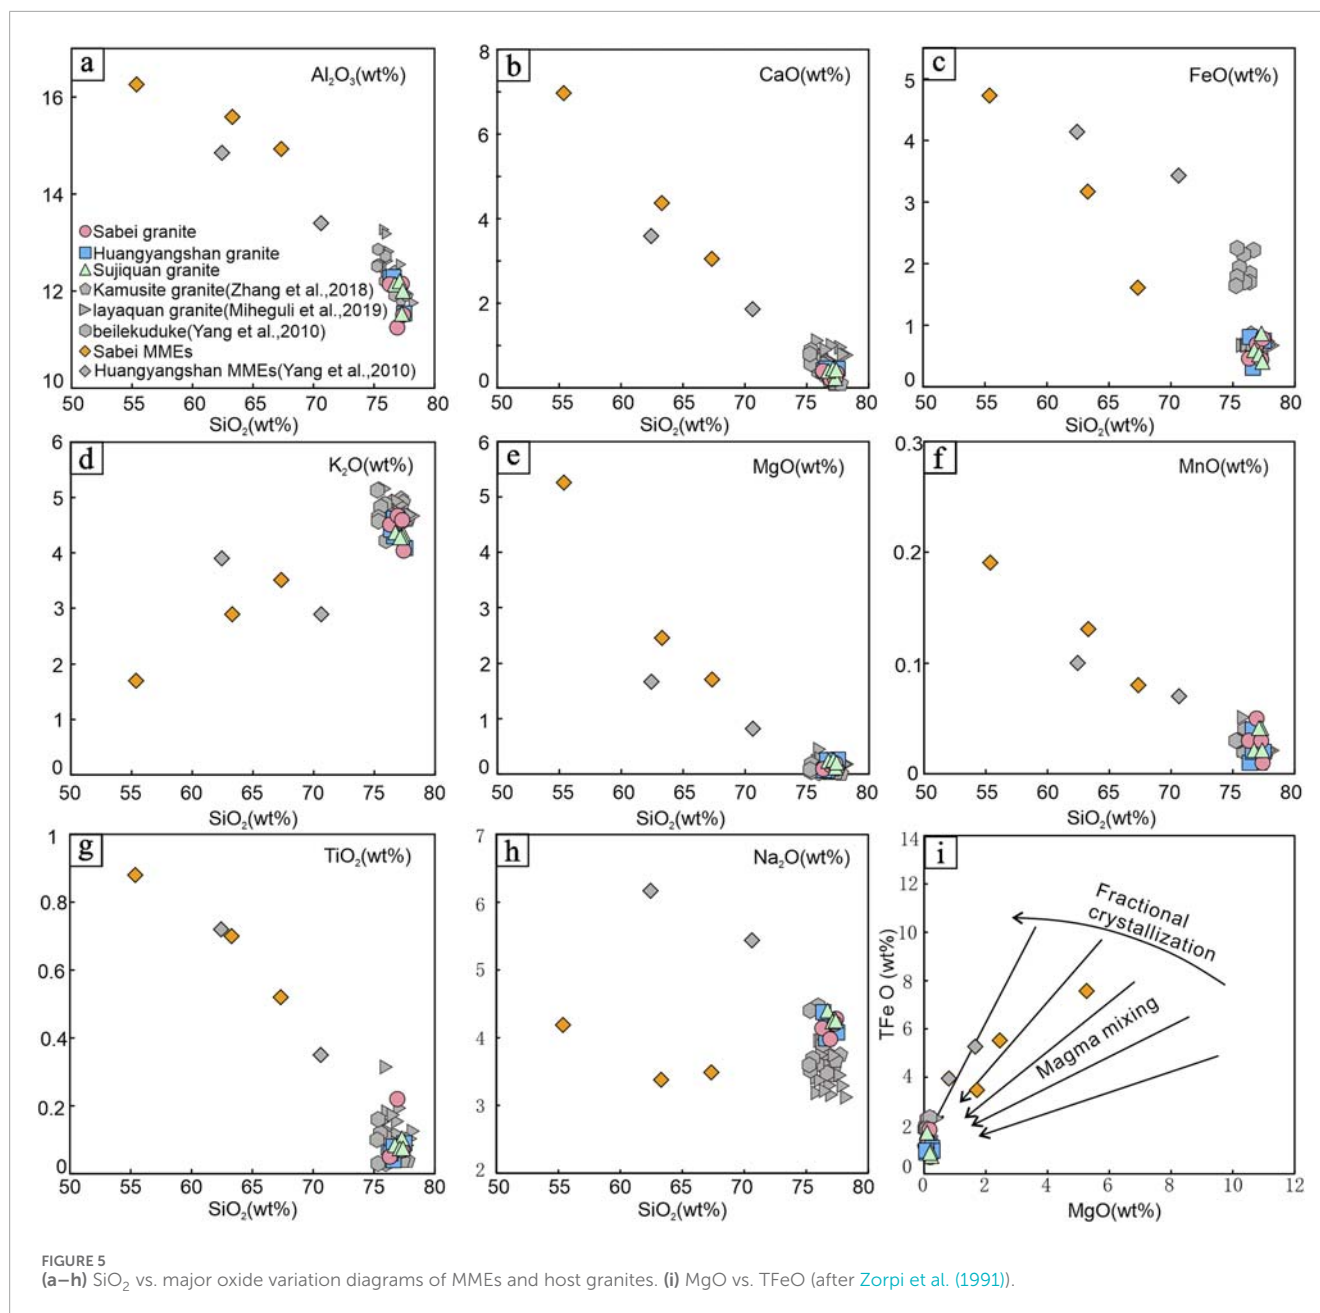 a
Al₂O₃(wt%)
16
14
12
10
50 55 60 65 70 75 80
SiO₂(wt%)
Sabei granite
Huangyangshan granite
Sujiquan granite
Kamusite granite(Zhang et al.,2018)
layaquan granite(Miheguli et al.,2019)
beilekuduke(Yang et al.,2010)
Sabei MMEs
Huangyangshan MMEs(Yang et al.,2010)
b
CaO(wt%)
8
6
4
2
0
50 55 60 65 70 75 80
SiO₂(wt%)
c
FeO(wt%)
5
4
3
2
1
0
50 55 60 65 70 75 80
SiO₂(wt%)
d
K₂O(wt%)
6
5
4
3
2
1
0
50 55 60 65 70 75 80
SiO₂(wt%)
e
MgO(wt%)
6
5
4
3
2
1
0
50 55 60 65 70 75 80
SiO₂(wt%)
f
MnO(wt%)
0.3
0.2
0.1
0
50 55 60 65 70 75 80
SiO₂(wt%)
g
TiO₂(wt%)
1
0.8
0.6
0.4
0.2
0
50 55 60 65 70 75 80
SiO₂(wt%)
h
Na₂O(wt%)
7
6
5
4
3
2
50 55 60 65 70 75 80
SiO₂(wt%)
i
14
12
10
8
6
4
2
0
TFe O (wt%)
Fractional
crystallization
Magma mixing
0 2 4 6 8 10 12
MgO(wt%)
FIGURE 5
(a–h) SiO₂ vs. major oxide variation diagrams of MMEs and host granites. (i) MgO vs. TFeO (after Zorpi et al. (1991)).